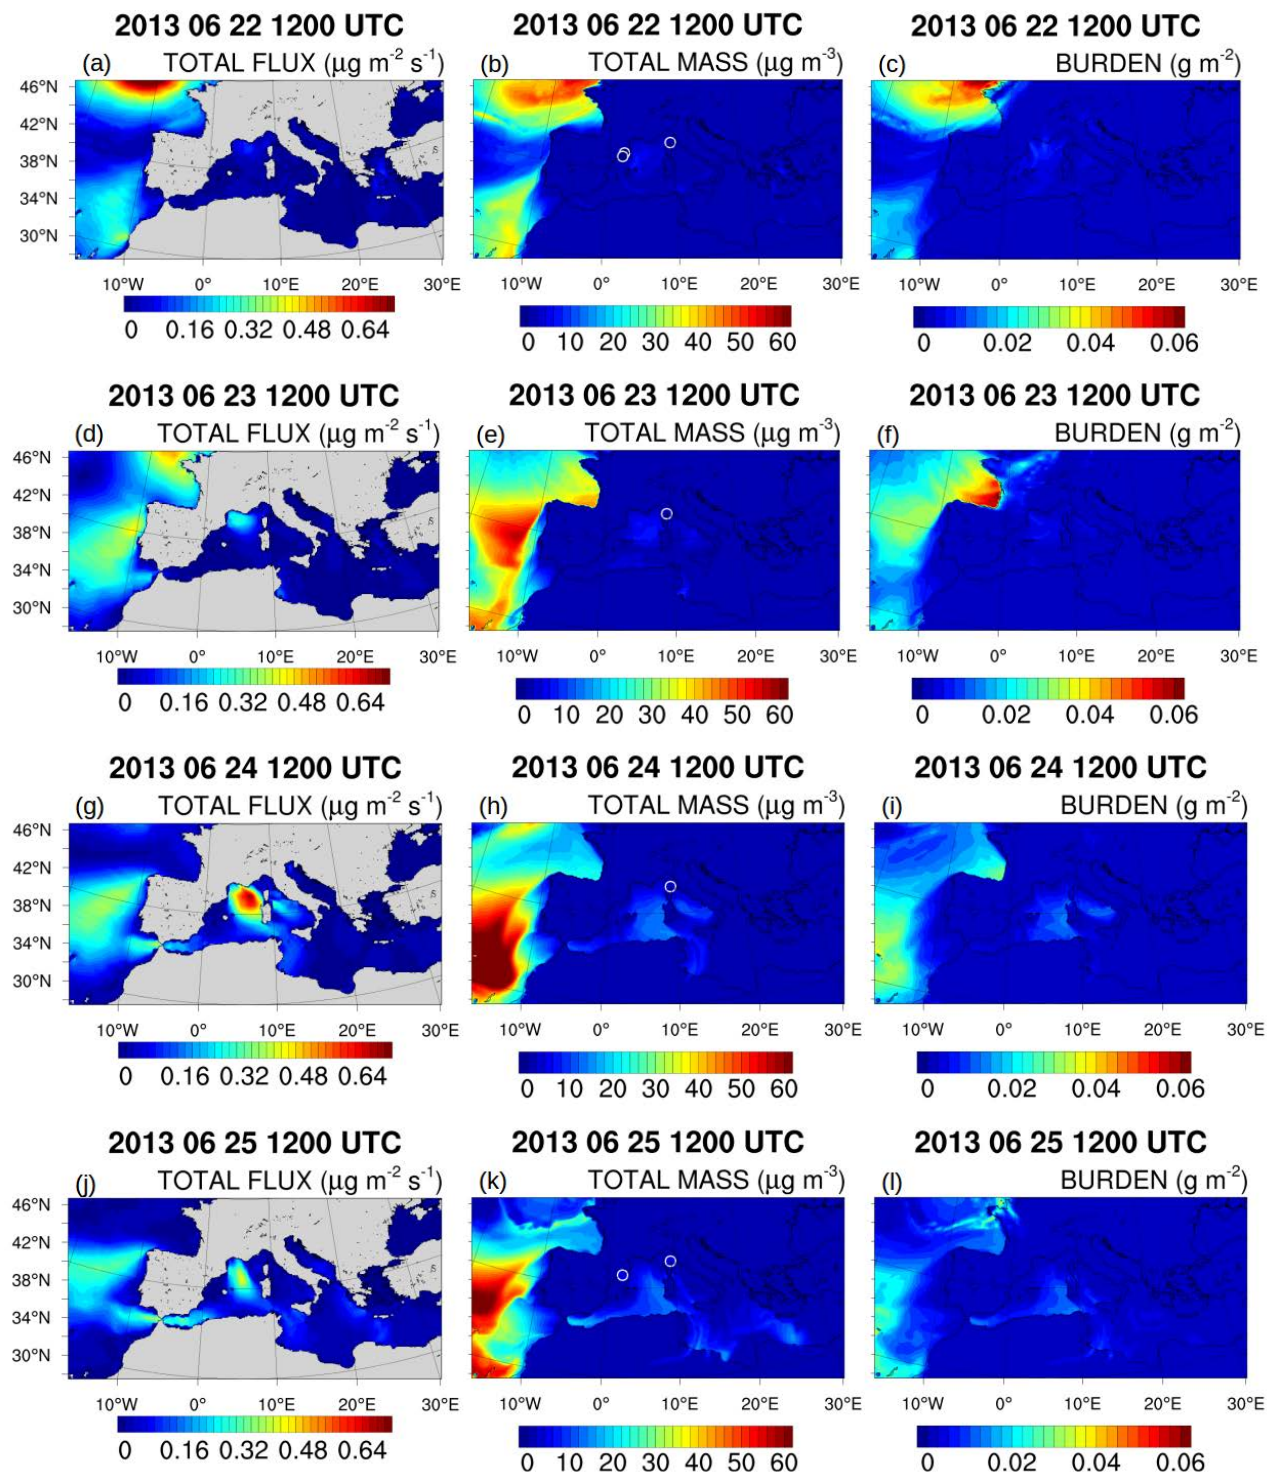 2013 06 22 1200 UTC 2013 06 22 1200 UTC 2013 06 22 1200 UTC
(a) TOTAL FLUX (µg m-2 s-1) (b) TOTAL MASS (µg m-3) (c) BURDEN (g m-2)
46°N
42°N
38°N
34°N
30°N
10°W 0° 10°E 20°E 30°E 10°W 0° 10°E 20°E 30°E 10°W 0° 10°E 20°E 30°E
0 0.16 0.32 0.48 0.64 0 10 20 30 40 50 60 0 0.02 0.04 0.06
2013 06 23 1200 UTC 2013 06 23 1200 UTC 2013 06 23 1200 UTC
(d) TOTAL FLUX (µg m-2 s-1) (e) TOTAL MASS (µg m-3) (f) BURDEN (g m-2)
46°N
42°N
38°N
34°N
30°N
10°W 0° 10°E 20°E 30°E 10°W 0° 10°E 20°E 30°E 10°W 0° 10°E 20°E 30°E
0 0.16 0.32 0.48 0.64 0 10 20 30 40 50 60 0 0.02 0.04 0.06
2013 06 24 1200 UTC 2013 06 24 1200 UTC 2013 06 24 1200 UTC
(g) TOTAL FLUX (µg m-2 s-1) (h) TOTAL MASS (µg m-3) (i) BURDEN (g m-2)
46°N
42°N
38°N
34°N
30°N
10°W 0° 10°E 20°E 30°E 10°W 0° 10°E 20°E 30°E 10°W 0° 10°E 20°E 30°E
0 0.16 0.32 0.48 0.64 0 10 20 30 40 50 60 0 0.02 0.04 0.06
2013 06 25 1200 UTC 2013 06 25 1200 UTC 2013 06 25 1200 UTC
(j) TOTAL FLUX (µg m-2 s-1) (k) TOTAL MASS (µg m-3) (l) BURDEN (g m-2)
46°N
42°N
38°N
34°N
30°N
10°W 0° 10°E 20°E 30°E 10°W 0° 10°E 20°E 30°E 10°W 0° 10°E 20°E 30°E
0 0.16 0.32 0.48 0.64 0 10 20 30 40 50 60 0 0.02 0.04 0.06